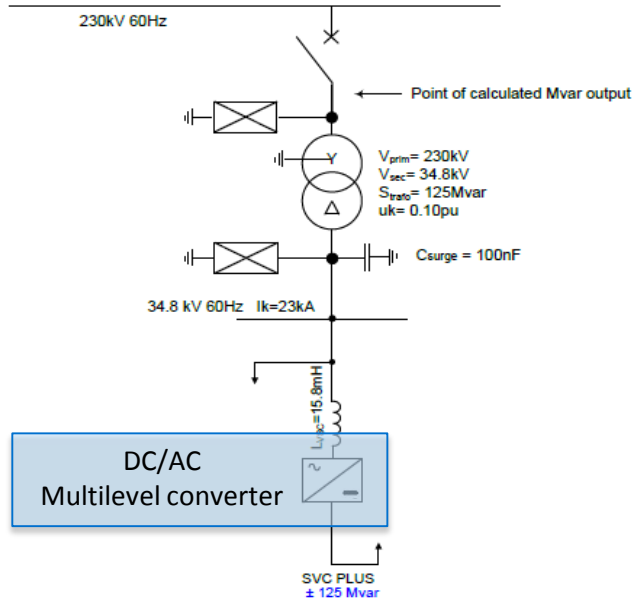 230kV 60Hz
Point of calculated Mvar output
Y
Vprim= 230kV
Vsec= 34.8kV
Strafo= 125Mvar
uk= 0.10pu
Δ
Csurge = 100nF
34.8 kV 60Hz Ik=23kA
Lvsc=15.8mH
DC/AC
Multilevel converter
SVC PLUS
± 125 Mvar